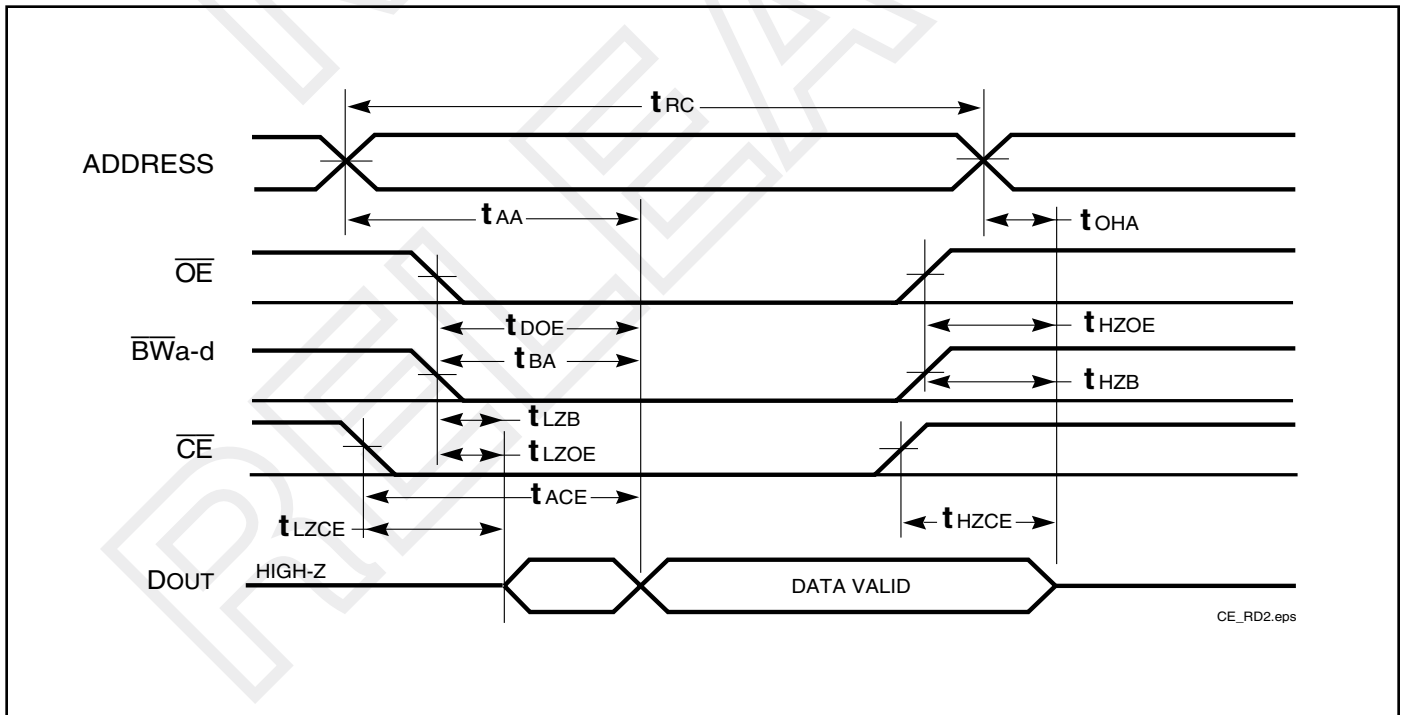 tRC
ADDRESS
tAA
tOHA
OE
tDOE
tHZOE
BWa-d
tBA
tHZB
tLZB
CE
tLZOE
tACE
tLZCE
tHZCE
DOUT
HIGH-Z
DATA VALID
CE_RD2.eps
RELEA